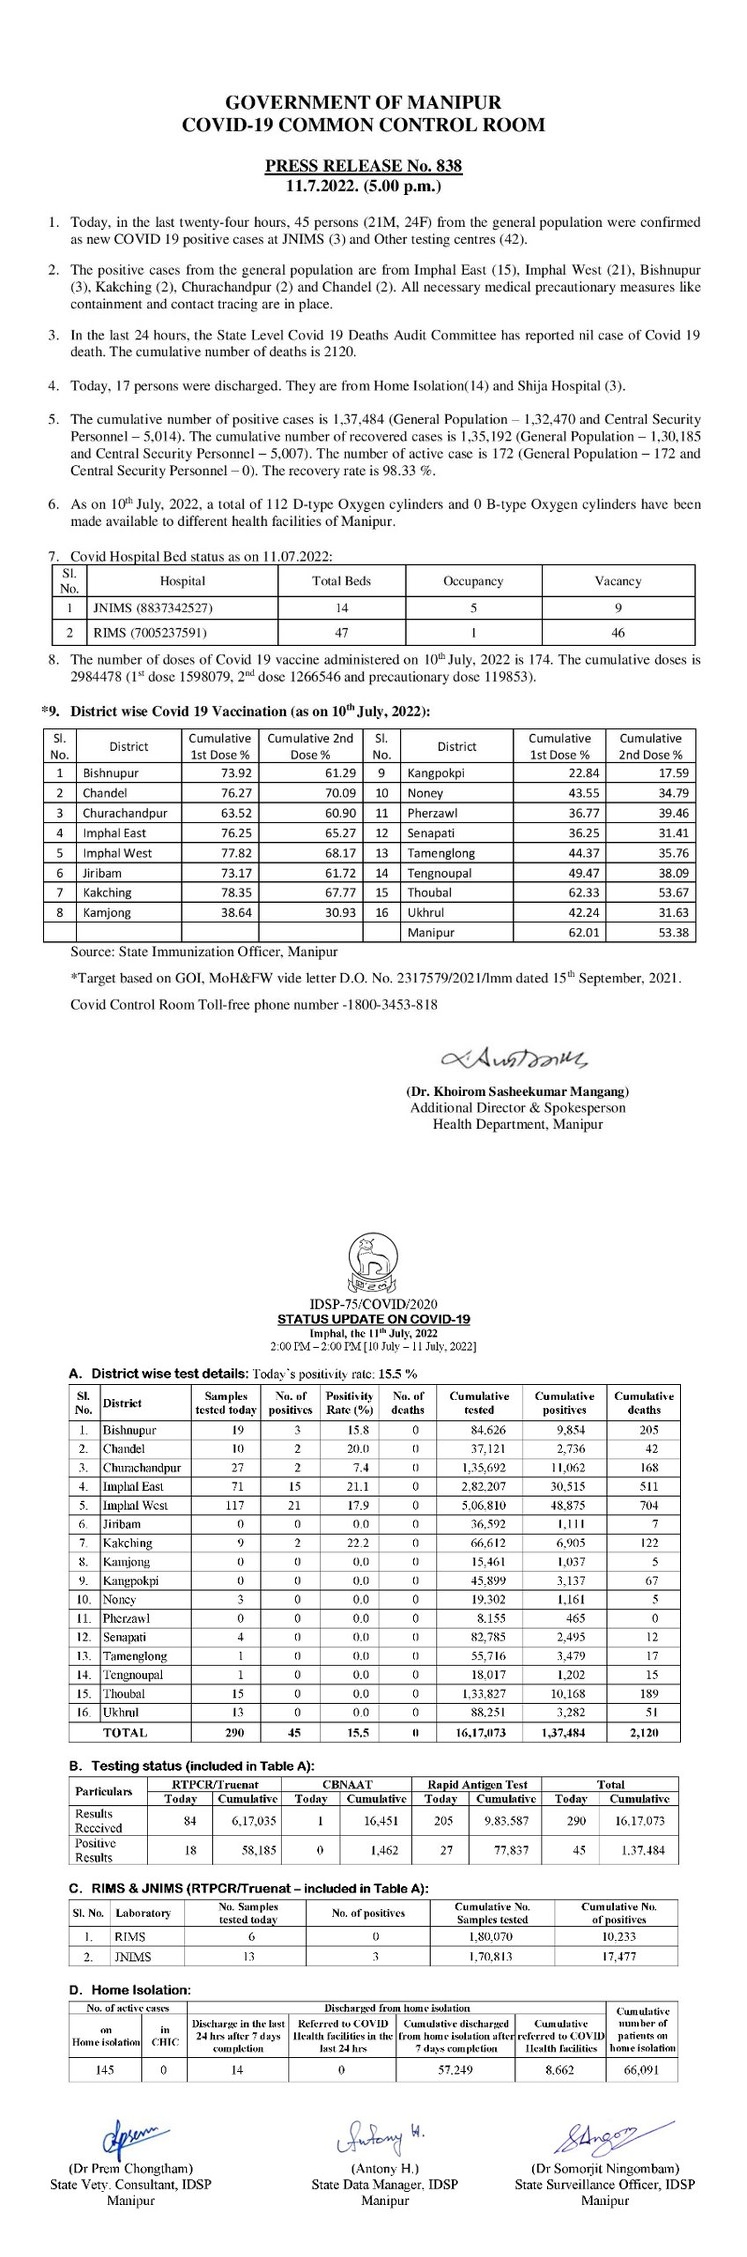 GOVERNMENT OF MANIPUR
COVID-19 COMMON CONTROL ROOM
PRESS RELEASE No. 838
11.7.2022. (5.00 p.m.)
1. Today, in the last twenty-four hours, 45 persons (21M, 24F) from the general population were confirmed
as new COVID 19 positive cases at JNIMS (3) and Other testing centres (42).
2. The positive cases from the general population are from Imphal East (15), Imphal West (21), Bishnupur
(3), Kakching (2), Churachandpur (2) and Chandel (2). All necessary medical precautionary measures like
containment and contact tracing are in place.
3. In the last 24 hours, the State Level Covid 19 Deaths Audit Committee has reported nil case of Covid 19
death. The cumulative number of deaths is 2120.
4. Today, 17 persons were discharged. They are from Home Isolation(14) and Shija Hospital (3).
5. The cumulative number of positive cases is 1,37,484 (General Population – 1,32,470 and Central Security
Personnel – 5,014). The cumulative number of recovered cases is 1,35,192 (General Population – 1,30,185
and Central Security Personnel – 5,007). The number of active case is 172 (General Population – 172 and
Central Security Personnel – 0). The recovery rate is 98.33 %.
6. As on 10th July, 2022, a total of 112 D-type Oxygen cylinders and 0 B-type Oxygen cylinders have been
made available to different health facilities of Manipur.
7. Covid Hospital Bed status as on 11.07.2022:
Sl. No. Hospital Total Beds Occupancy Vacancy
1 JNIMS (8837342527) 14 5 9
2 RIMS (7005237591) 47 1 46
8. The number of doses of Covid 19 vaccine administered on 10th July, 2022 is 174. The cumulative doses is
2984478 (1st dose 1598079, 2nd dose 1266546 and precautionary dose 119853).
*9. District wise Covid 19 Vaccination (as on 10th July, 2022):
Sl. No. District Cumulative 1st Dose % Cumulative 2nd Dose % Sl. No. District Cumulative 1st Dose % Cumulative 2nd Dose %
1 Bishnupur 73.92 61.29 9 Kangpokpi 22.84 17.59
2 Chandel 76.27 70.09 10 Noney 43.55 34.79
3 Churachandpur 63.52 60.90 11 Pherzawl 36.77 39.46
4 Imphal East 76.25 65.27 12 Senapati 36.25 31.41
5 Imphal West 77.82 68.17 13 Tamenglong 44.37 35.76
6 Jiribam 73.17 61.72 14 Tengnoupal 49.47 38.09
7 Kakching 78.35 67.77 15 Thoubal 62.33 53.67
8 Kamjong 38.64 30.93 16 Ukhrul 42.24 31.63
Manipur 62.01 53.38
Source: State Immunization Officer, Manipur
*Target based on GOI, MoH&FW vide letter D.O. No. 2317579/2021/Imm dated 15th September, 2021.
Covid Control Room Toll-free phone number -1800-3453-818
(Dr. Khoirom Sasheekumar Mangang)
Additional Director & Spokesperson
Health Department, Manipur
IDSP-75/COVID/2020
STATUS UPDATE ON COVID-19
Imphal, the 11th July, 2022
2:00 PM – 2:00 PM [10 July – 11 July, 2022]
A. District wise test details: Today's positivity rate: 15.5 %
Sl. No. District Samples tested today No. of positives Positivity Rate (%) No. of deaths Cumulative tested Cumulative positives Cumulative deaths
1. Bishnupur 19 3 15.8 0 84,626 9,854 205
2. Chandel 10 2 20.0 0 37,121 2,736 42
3. Churachandpur 27 2 7.4 0 1,35,692 11,062 168
4. Imphal East 71 15 21.1 0 2,82,207 30,515 511
5. Imphal West 117 21 17.9 0 5,06,810 48,875 704
6. Jiribam 0 0 0.0 0 36,592 1,111 7
7. Kakching 9 2 22.2 0 66,612 6,905 122
8. Kamjong 0 0 0.0 0 15,461 1,037 5
9. Kangpokpi 0 0 0.0 0 45,899 3,137 67
10. Noney 3 0 0.0 0 19,302 1,161 5
11. Pherzawl 0 0 0.0 0 8,155 465 0
12. Senapati 4 0 0.0 0 82,785 2,495 12
13. Tamenglong 1 0 0.0 0 55,716 3,479 17
14. Tengnoupal 1 0 0.0 0 18,017 1,202 15
15. Thoubal 15 0 0.0 0 1,33,827 10,168 189
16. Ukhrul 13 0 0.0 0 88,251 3,282 51
TOTAL 290 45 15.5 0 16,17,073 1,37,484 2,120
B. Testing status (included in Table A):
Particulars RTPCR/Truenat CBNAAT Rapid Antigen Test Total
Today Cumulative Today Cumulative Today Cumulative Today Cumulative
Results Received 84 6,17,035 1 16,451 205 9,83,587 290 16,17,073
Positive Results 18 58,185 0 1,462 27 77,837 45 1,37,484
C. RIMS & JNIMS (RTPCR/Truenat – included in Table A):
Sl. No. Laboratory No. Samples tested today No. of positives Cumulative No. Samples tested Cumulative No. of positives
1. RIMS 6 0 1,80,070 10,233
2. JNIMS 13 3 1,70,813 17,477
D. Home Isolation:
No. of active cases Discharged from home isolation Cumulative number of patients on home isolation
on Home isolation in CHIC Discharge in the last 24 hrs after 7 days completion Referred to COVID Health facilities in the last 24 hrs Cumulative discharged from home isolation after 7 days completion Cumulative referred to COVID Health facilities
145 0 14 0 57,249 8,662 66,091
Antony H.
(Dr Prem Chongtham) (Antony H.) (Dr Somorjit Ningombam)
State Vety. Consultant, IDSP State Data Manager, IDSP State Surveillance Officer, IDSP
Manipur Manipur Manipur